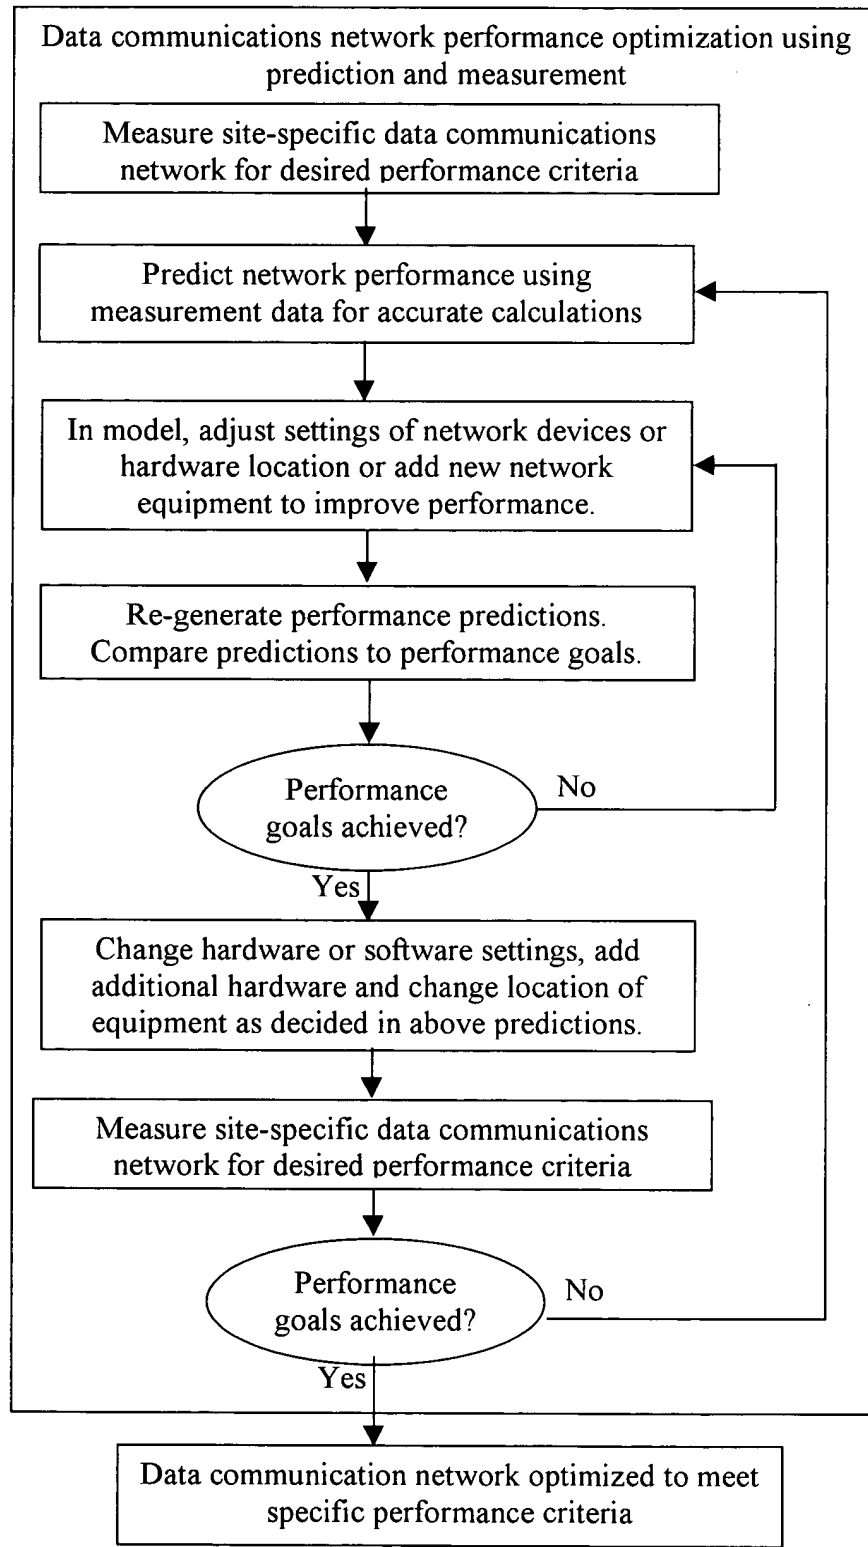 Data communications network performance optimization using
prediction and measurement
Measure site-specific data communications
network for desired performance criteria
Predict network performance using
measurement data for accurate calculations
In model, adjust settings of network devices or
hardware location or add new network
equipment to improve performance.
Re-generate performance predictions.
Compare predictions to performance goals.
Performance
goals achieved?
No
Yes
Change hardware or software settings, add
additional hardware and change location of
equipment as decided in above predictions.
Measure site-specific data communications
network for desired performance criteria
Performance
goals achieved?
No
Yes
Data communication network optimized to meet
specific performance criteria